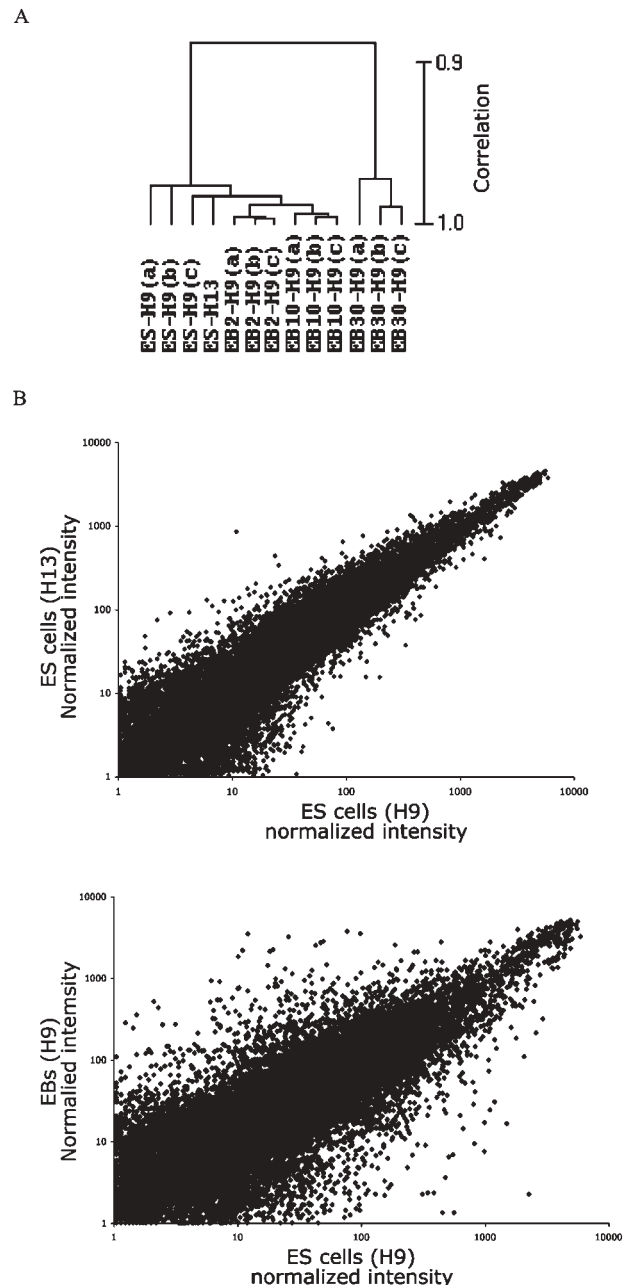 A
0.9
Correlation
1.0
ES-H9(a)
ES-H9(b)
ES-H9(c)
ES-H13
EB2-H9(a)
EB2-H9(b)
EB2-H9(c)
EB10-H9(a)
EB10-H9(b)
EB10-H9(c)
EB30-H9(a)
EB30-H9(b)
EB30-H9(c)
B
10000
1000
100
10
1
ES cells (H13)
Normalized intensity
1
10
100
1000
10000
ES cells (H9)
normalized intensity
10000
1000
100
10
1
EBs (H9)
Normalied intemsity
1
10
100
1000
10000
ES cells (H9)
normalized intensity